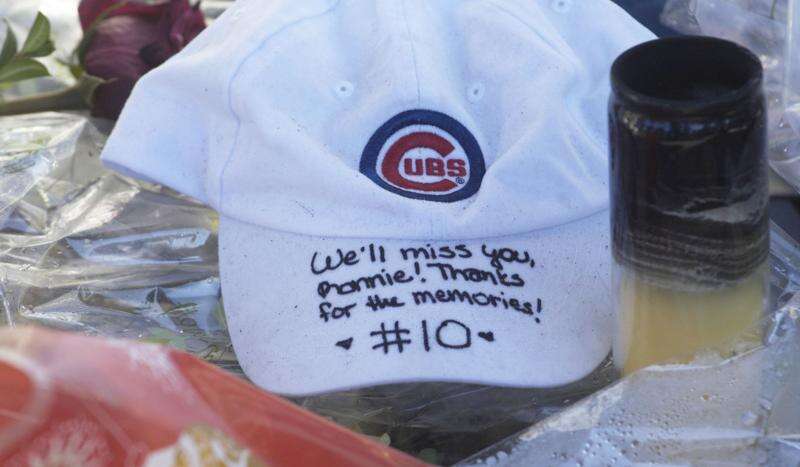 CUBS
We'll miss you,
Ronnie! Thanks
for the memories!
#10